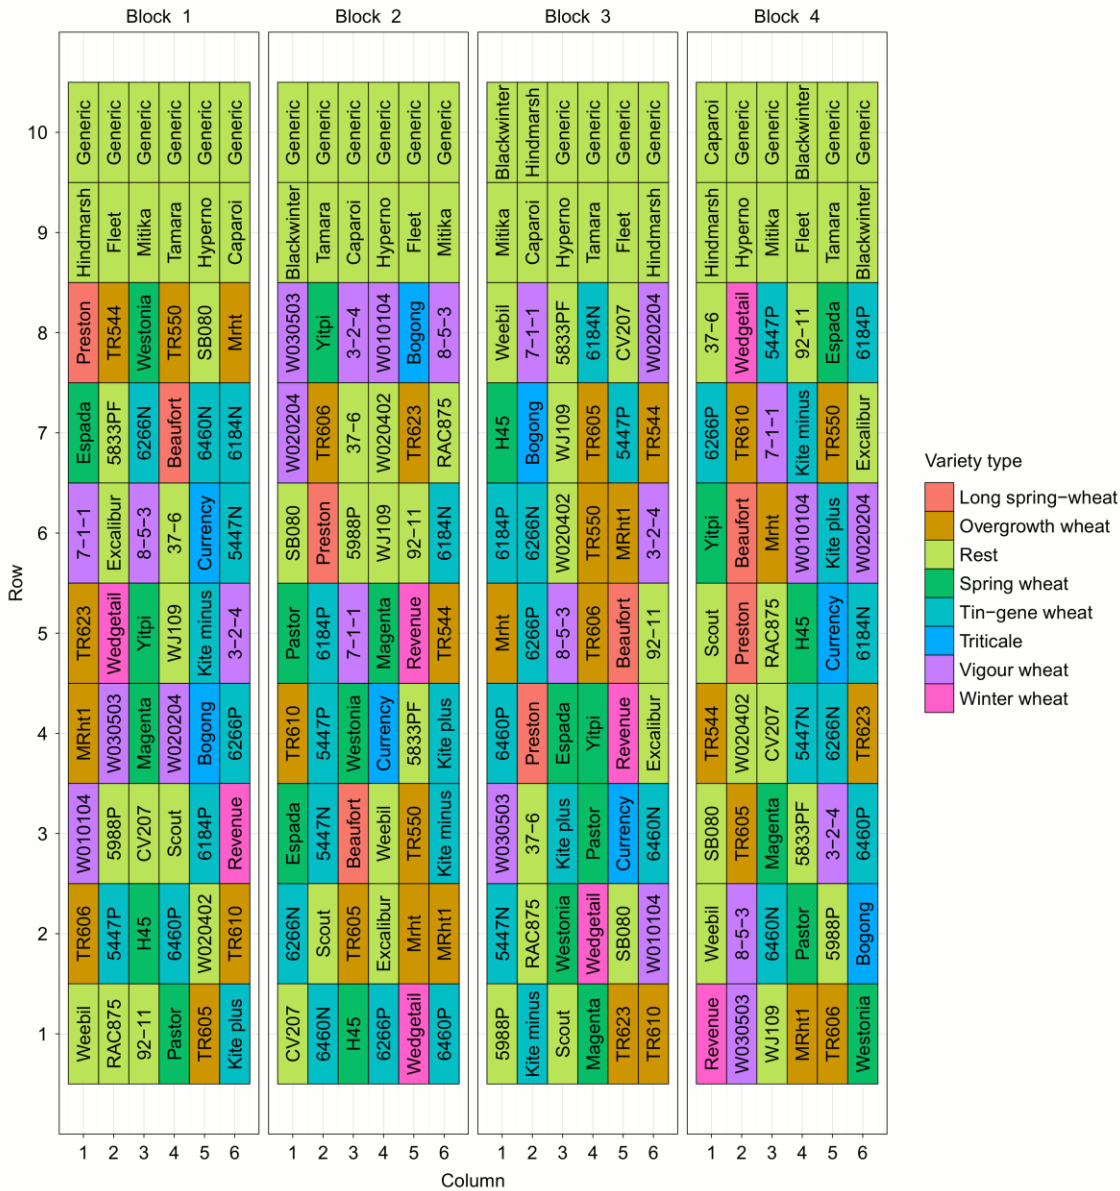 Block 1 Block 2 Block 3 Block 4
10 Generic Generic Generic Generic Generic Generic Blackwinter Generic Generic Generic Generic Generic Blackwinter Hindmarsh Generic Generic Generic Generic Caparoi Generic Generic Blackwinter Generic Generic
9 Hindmarsh Fleet Mitika Tamara Hyperno Caparoi Blackwinter Tamara Caparoi Hyperno Fleet Mitika Mitika Caparoi Hyperno Tamara Fleet Hindmarsh Hindmarsh Hyperno Mitika Fleet Tamara Blackwinter
8 Preston TR544 Westonia TR550 SB080 Mrht W030503 Yitpi 3−2−4 W010104 Bogong 8−5−3 Weebil 7−1−1 5833PF 6184N CV207 W020204 37−6 Wedgetail 5447P 92−11 Espada 6184P
7 Espada 5833PF 6266N Beaufort 6460N 6184N W020204 TR606 37−6 W020402 TR623 RAC875 H45 Bogong WJ109 TR605 5447P TR544 6266P TR610 7−1−1 Kite minus TR550 Excalibur
6 7−1−1 Excalibur 8−5−3 37−6 Currency 5447N SB080 Preston 5988P WJ109 92−11 6184N 6184P 6266N W020402 TR550 MRht1 3−2−4 Yitpi Beaufort Mrht W010104 Kite plus W020204
5 TR623 Wedgetail Yitpi WJ109 Kite minus 3−2−4 Pastor 6184P 7−1−1 Magenta Revenue TR544 Mrht 6266P 8−5−3 TR606 Beaufort 92−11 Scout Preston RAC875 H45 Currency 6184N
4 MRht1 W030503 Magenta W020204 Bogong 6266P TR610 5447P Westonia Currency 5833PF Kite plus 6460P Preston Espada Yitpi Revenue Excalibur TR544 W020402 CV207 5447N 6266N TR623
3 W010104 5988P CV207 Scout 6184P Revenue Espada 5447N Beaufort Weebil TR550 Kite minus W030503 37−6 Kite plus Pastor Currency 6460N SB080 TR605 Magenta 5833PF 3−2−4 6460P
2 TR606 5447P H45 6460P W020402 TR610 6266N Scout TR605 Excalibur Mrht MRht1 5447N RAC875 Westonia Wedgetail SB080 W010104 Weebil 8−5−3 6460N Pastor 5988P Bogong
1 Weebil RAC875 92−11 Pastor TR605 Kite plus CV207 6460N H45 6266P Wedgetail 6460P 5988P Kite minus Scout Magenta TR623 TR610 Revenue W030503 WJ109 MRht1 TR606 Westonia
1 2 3 4 5 6 1 2 3 4 5 6 1 2 3 4 5 6 1 2 3 4 5 6
Column
Row
Variety type
Long spring−wheat
Overgrowth wheat
Rest
Spring wheat
Tin−gene wheat
Triticale
Vigour wheat
Winter wheat